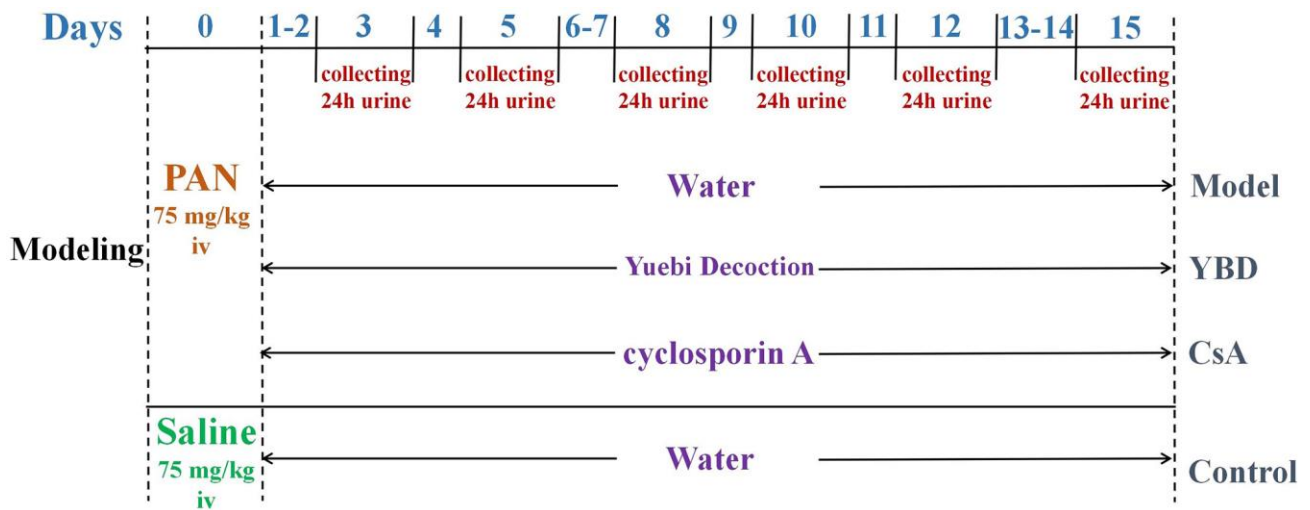 Days 0 1-2 3 4 5 6-7 8 9 10 11 12 13-14 15
collecting collecting collecting collecting collecting collecting
24h urine 24h urine 24h urine 24h urine 24h urine 24h urine
PAN
75 mg/kg
iv
Water Model
Modeling
Yuebi Decoction YBD
cyclosporin A CsA
Saline
75 mg/kg
iv
Water Control